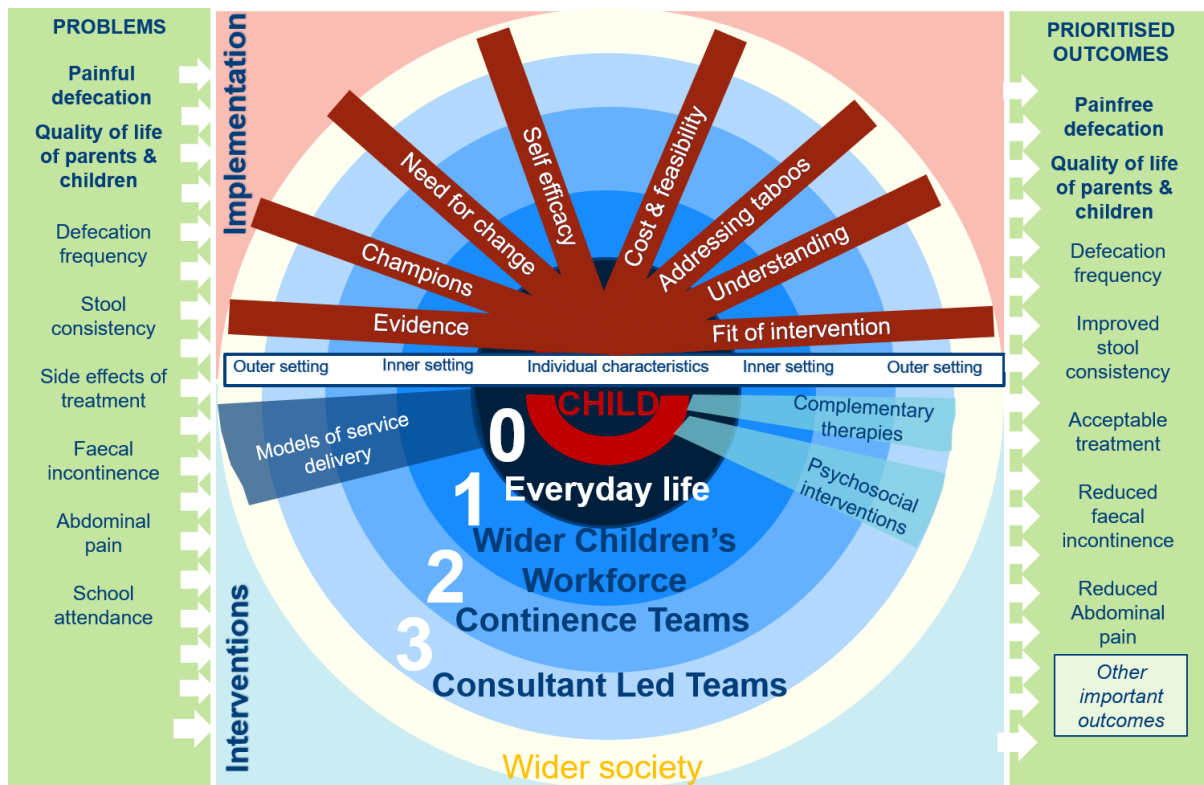 PROBLEMS
Painful
defecation
Quality of life
of parents &
children
Defecation
frequency
Stool
consistency
Side effects of
treatment
Faecal
incontinence
Abdominal
pain
School
attendance
Implementation
Evidence
Champions
Need for change
Self efficacy
Cost & feasibility
Addressing taboos
Understanding
Fit of intervention
Outer setting
Inner setting
Individual characteristics
Inner setting
Outer setting
Interventions
Models of service
delivery
CHILD
Complementary
therapies
Psychosocial
interventions
0
Everyday life
1
Wider Children's
Workforce
2
Continence Teams
3
Consultant Led Teams
Wider society
PRIORITISED
OUTCOMES
Painfree
defecation
Quality of life
of parents &
children
Defecation
frequency
Improved
stool
consistency
Acceptable
treatment
Reduced
faecal
incontinence
Reduced
Abdominal
pain
Other
important
outcomes